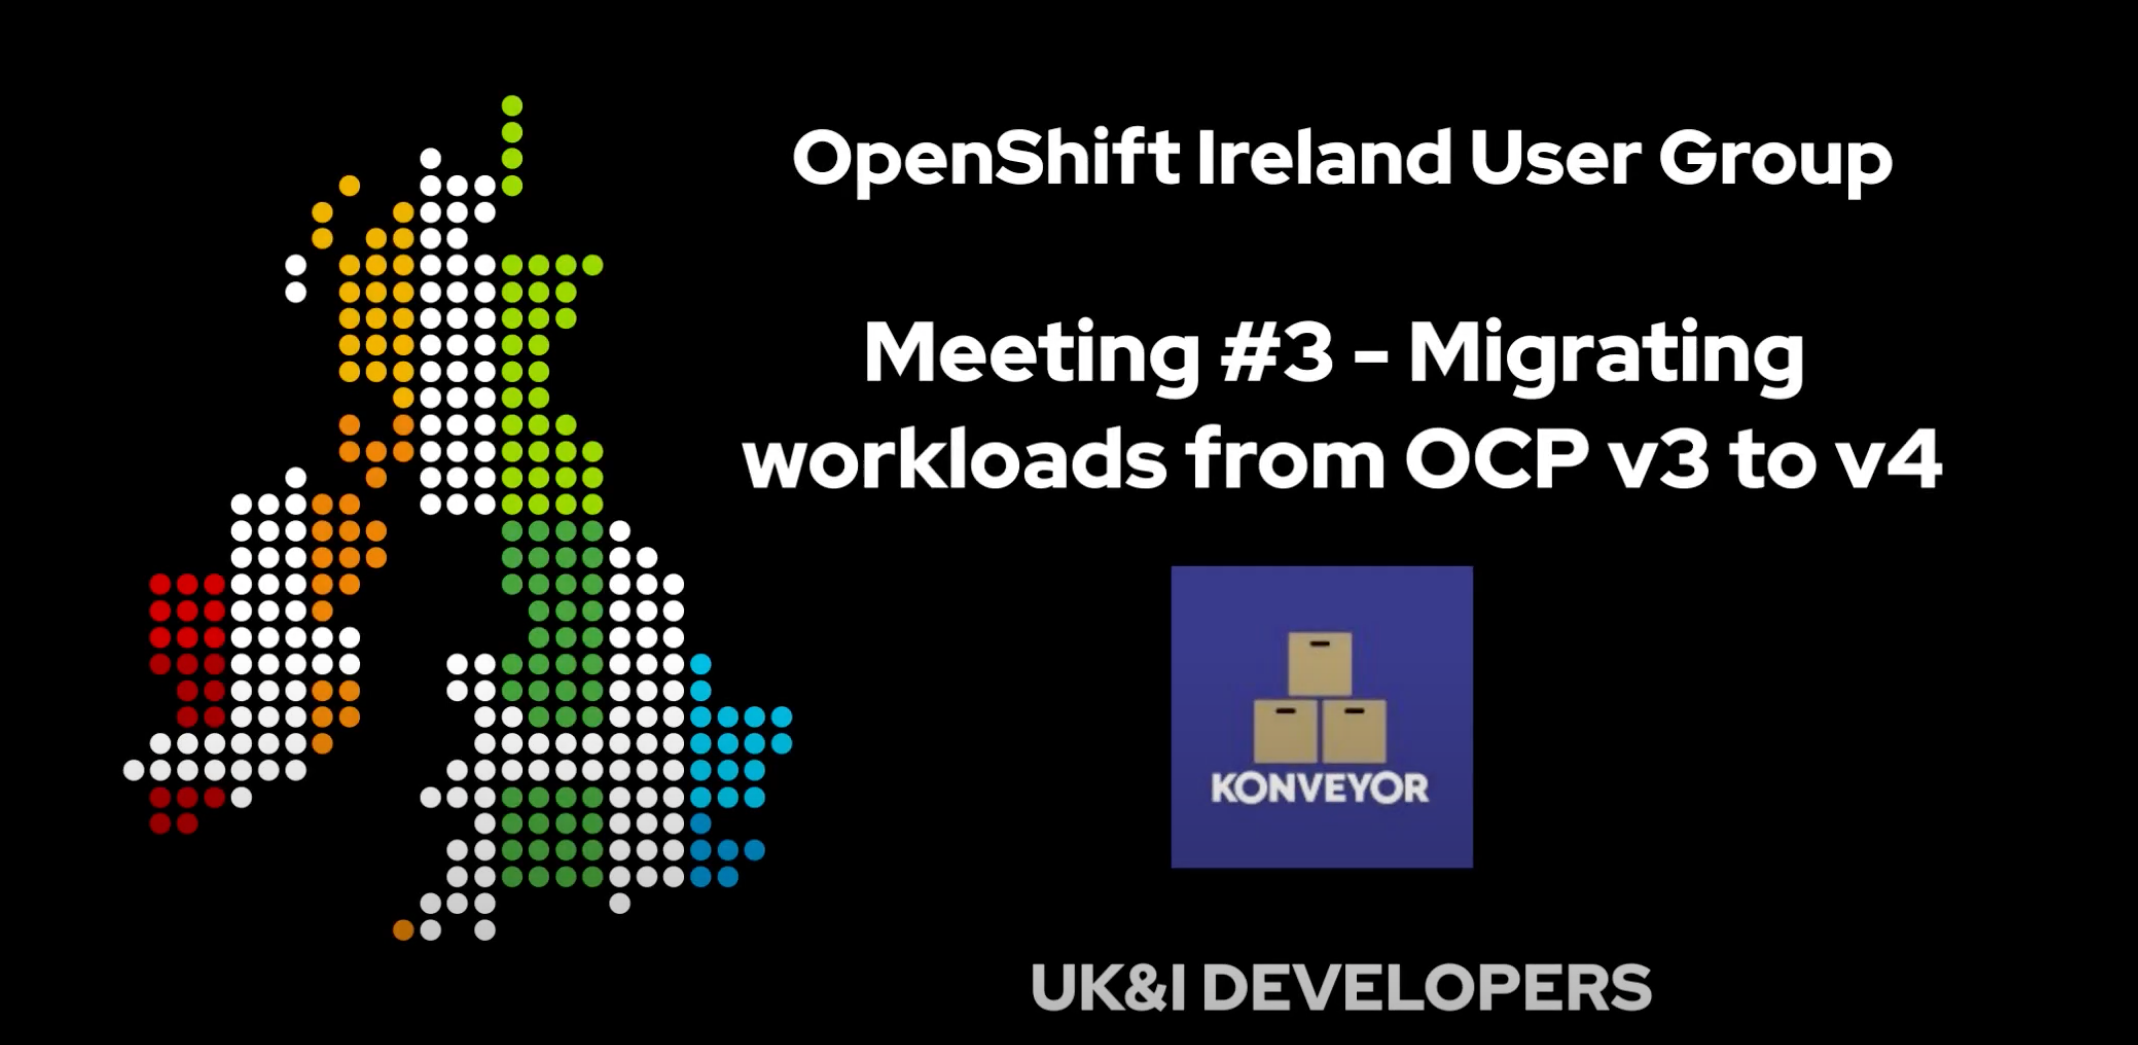 OpenShift Ireland User Group
Meeting #3 - Migrating
workloads from OCP v3 to v4
KONVEYOR
UK&I DEVELOPERS